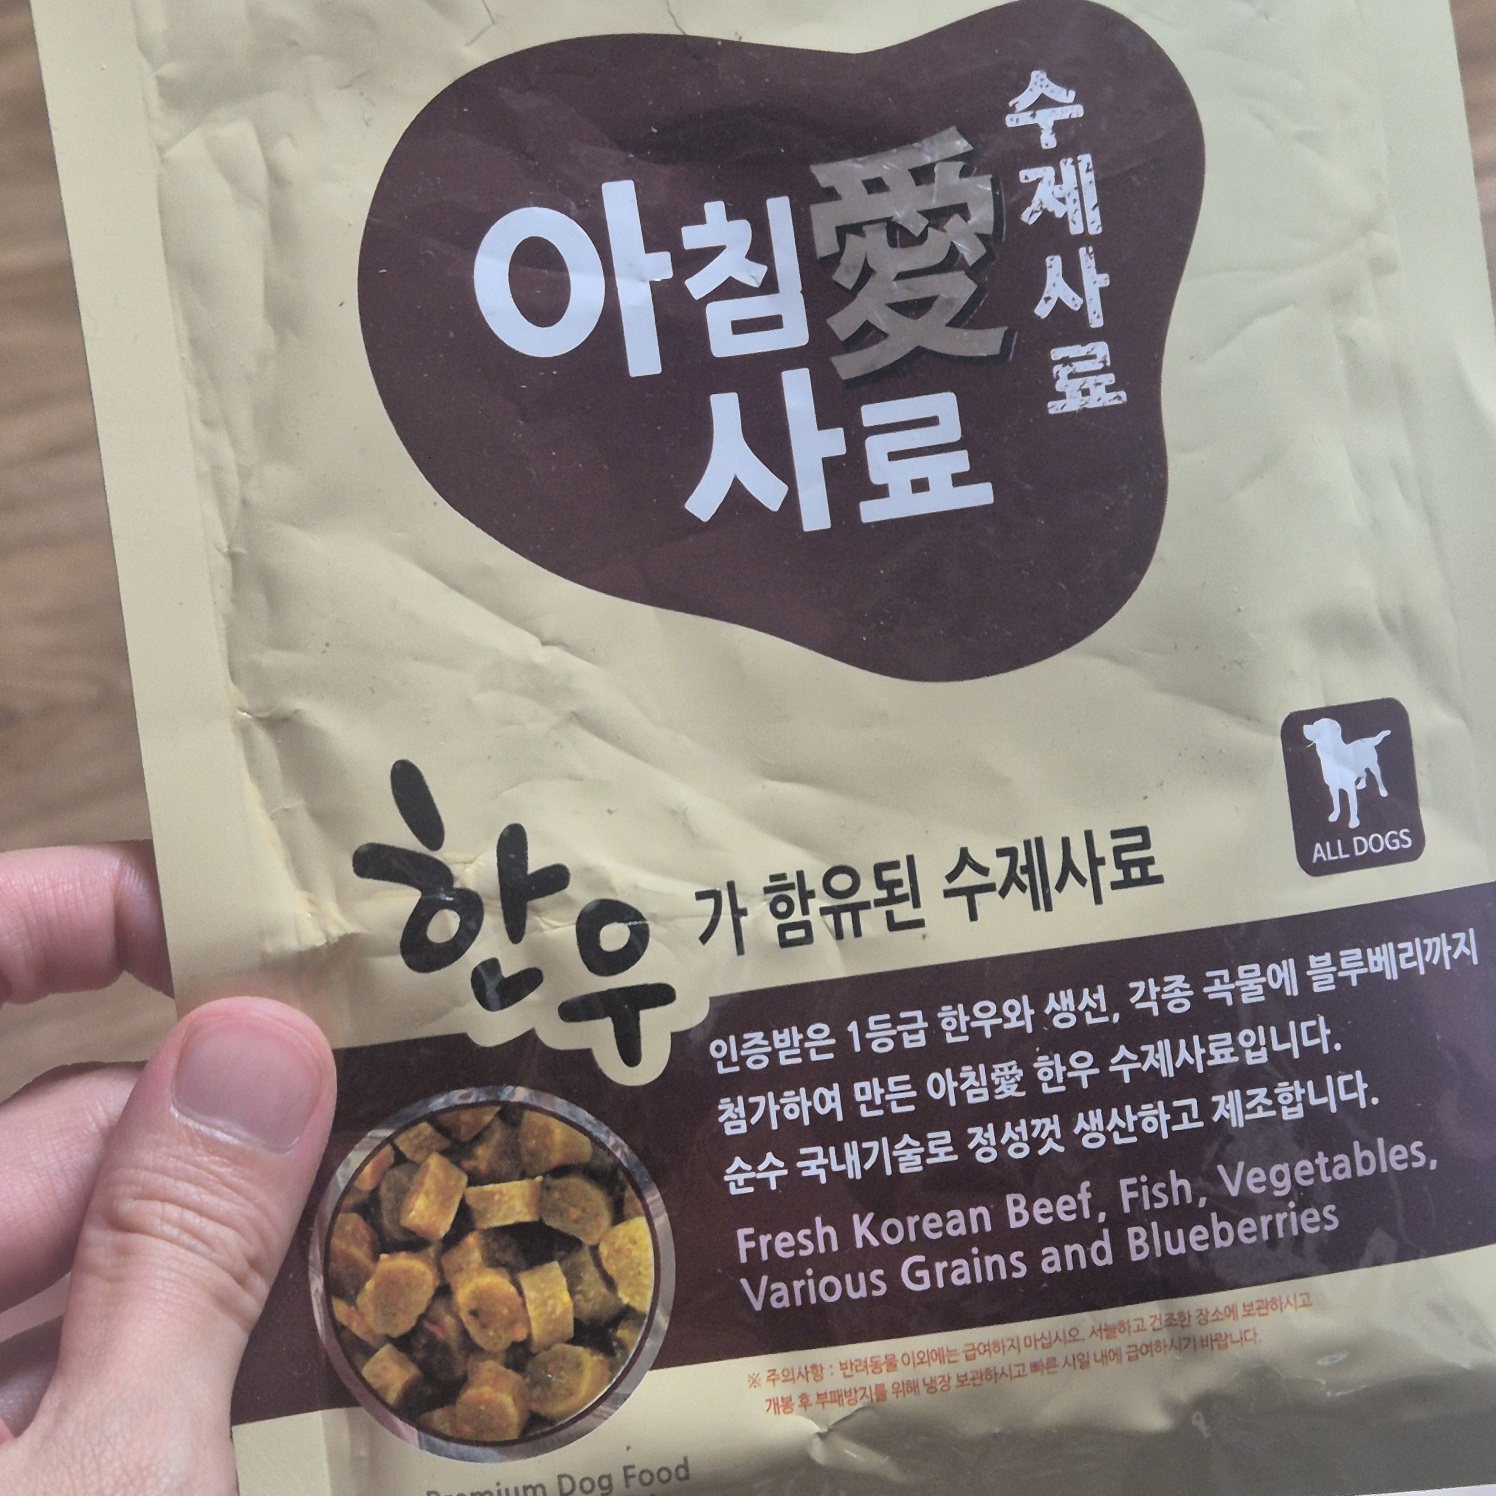 아침愛
사료
수제사료
ALL DOGS
한우가 함유된 수제사료
인증받은 1등급 한우와 생선, 각종 곡물에 블루베리까지
첨가하여 만든 아침愛 한우 수제사료입니다.
순수 국내기술로 정성껏 생산하고 제조합니다.
Fresh Korean Beef, Fish, Vegetables,
Various Grains and Blueberries
※ 주의사항 : 반려동물 이외에는 급여하지 마십시오. 서늘하고 건조한 장소에 보관하시고
개봉 후 부패방지를 위해 냉장 보관하시고 빠른 시일 내에 급여하시기 바랍니다.
Premium Dog Food